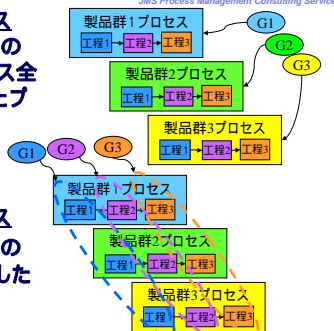 JMS Process Management Consulting Service
ス
の
ス全
とプ
製品群1プロセス
工程1 工程2 工程3
G1
G2
G3
製品群2プロセス
工程1 工程2 工程3
製品群3プロセス
工程1 工程2 工程3
G1 G2 G3
製品群1プロセス
工程1 工程2 工程3
ス
の
した
製品群2プロセス
工程1 工程2 工程3
製品群3プロセス
工程1 工程2 工程3